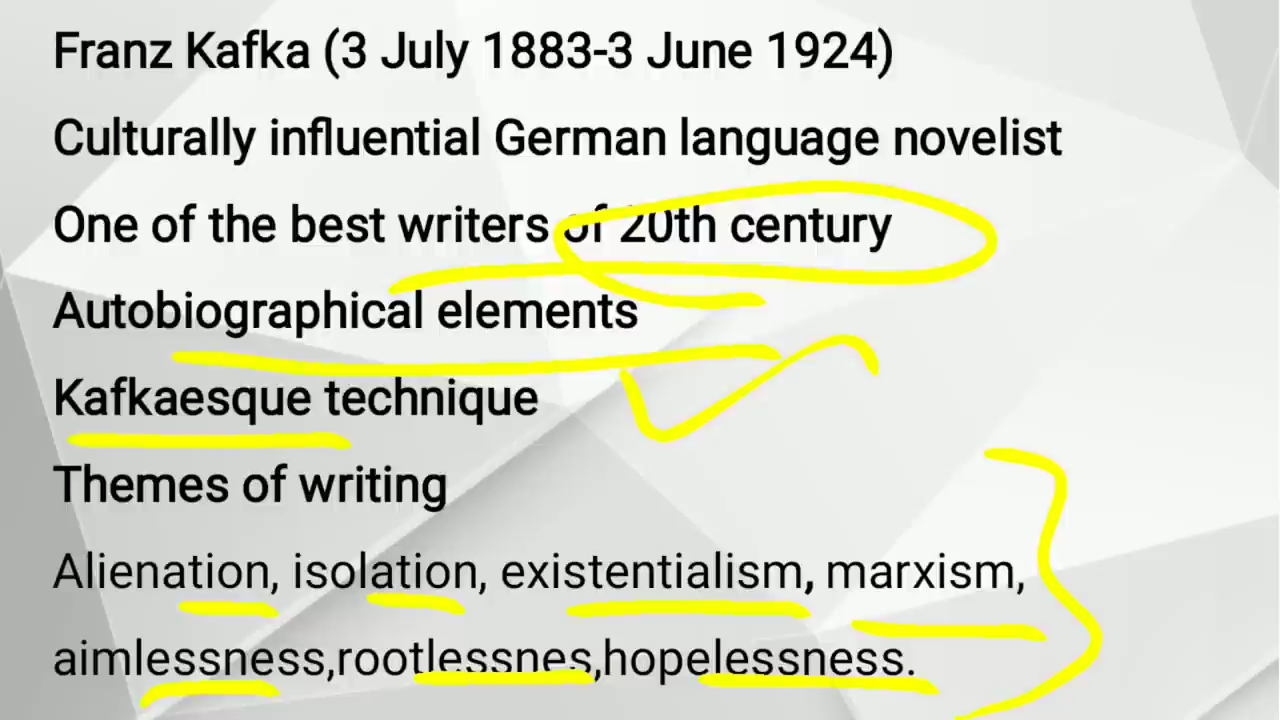 Franz Kafka (3 July 1883-3 June 1924)
Culturally influential German language novelist
One of the best writers of 20th century
Autobiographical elements
Kafkaesque technique
Themes of writing
Alienation, isolation, existentialism, marxism,
aimlessness,rootlessnes,hopelessness.